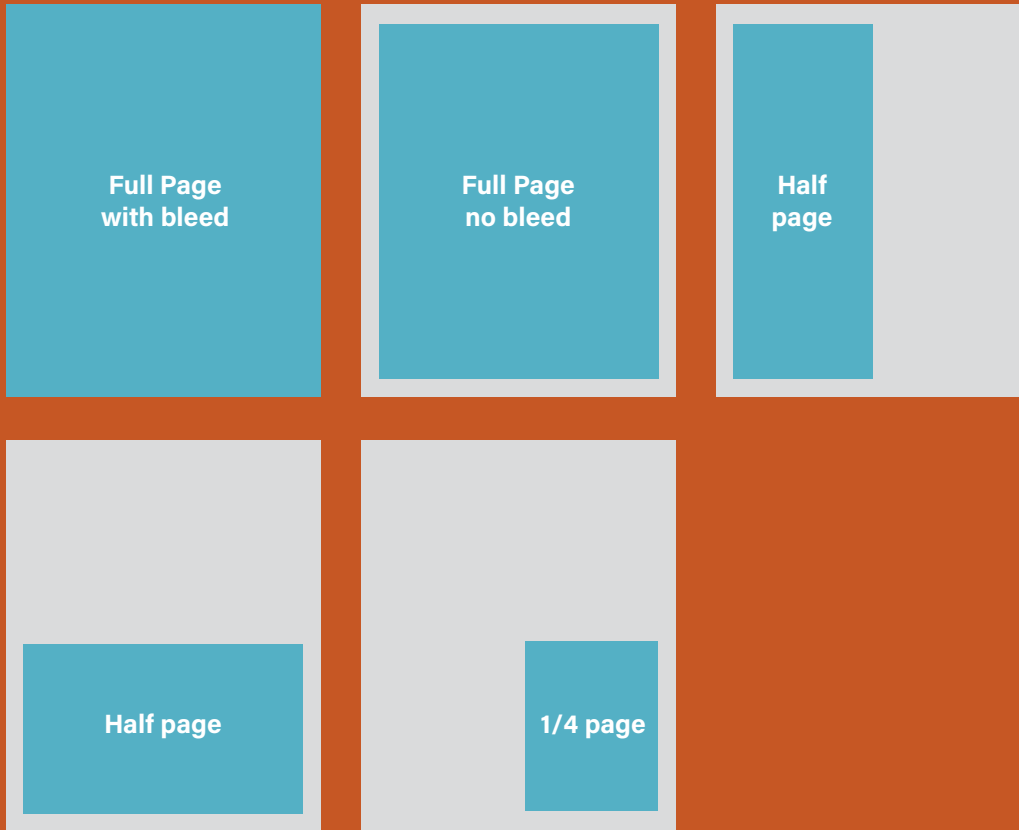 Full Page
with bleed
Full Page
no bleed
Half
page
Half page
1/4 page